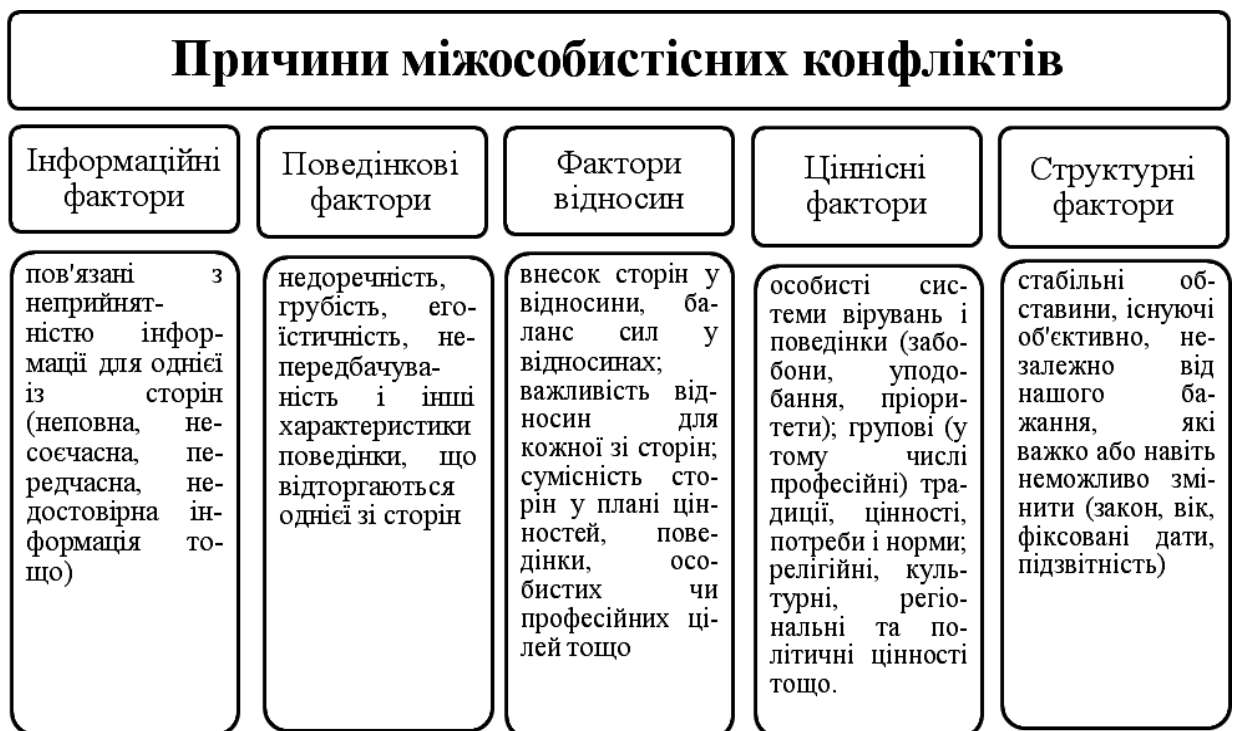 Причини міжособистісних конфліктів
Інформаційні
фактори
пов'язані з
неприйнят-
ністю інфор-
мації для однієї
із сторін
(неповна, не-
соєчасна, пе-
редчасна, не-
достовірна ін-
формація то-
що)
Поведінкові
фактори
недоречність,
грубість, его-
їстичність, не-
передбачува-
ність і інші
характеристики
поведінки, що
відторгаються
однієї зі сторін
Фактори
відносин
внесок сторін у
відносини, ба-
ланс сил у
відносинах;
важливість від-
носин для
кожної зі сторін;
сумісність сто-
рін у плані цін-
ностей, пове-
дінки, осо-
бистих чи
професійних ці-
лей тощо
Ціннісні
фактори
особисті сис-
теми вірувань і
поведінки (забо-
бони, уподо-
бання, пріори-
тети); групові (у
тому числі
професійні) тра-
диції, цінності,
потреби і норми;
релігійні, куль-
турні, регіо-
нальні та по-
літичні цінності
тощо.
Структурні
фактори
стабільні об-
ставини, існуючі
об'єктивно, не-
залежно від
нашого ба-
жання, які
важко або навіть
неможливо змі-
нити (закон, вік,
фіксовані дати,
підзвітність)